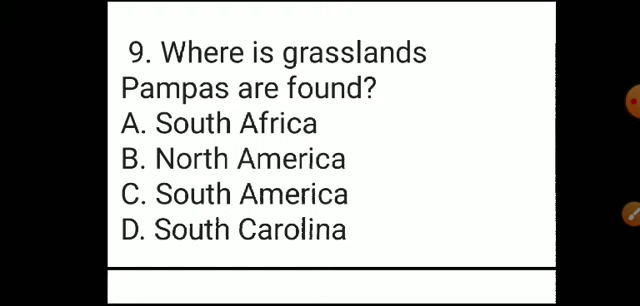 9. Where is grasslands
Pampas are found?
A. South Africa
B. North America
C. South America
D. South Carolina